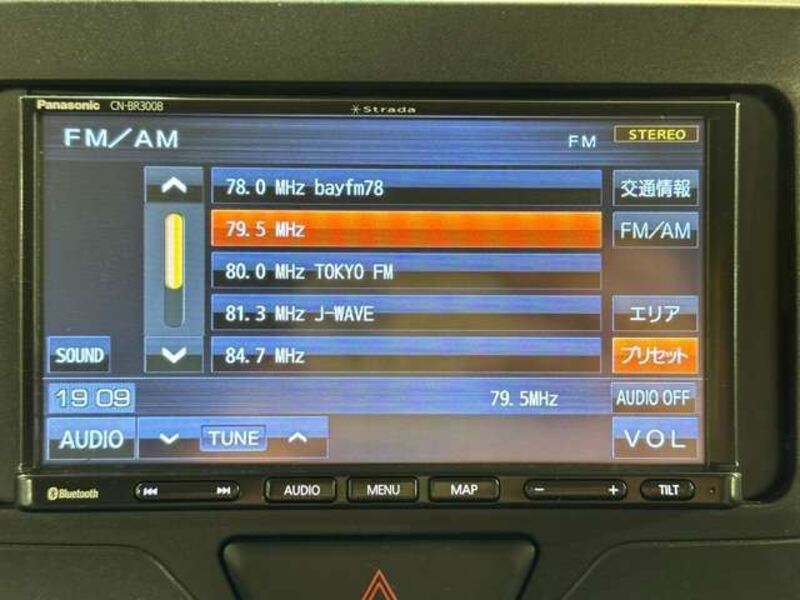 Panasonic CN-BR300B
Strada
FM/AM
FM STEREO
78.0 MHz bayfm78
交通情報
79.5 MHz
FM/AM
80.0 MHz TOKYO FM
81.3 MHz J-WAVE
エリア
SOUND
84.7 MHz
プリセット
19 09
79.5MHz
AUDIO OFF
AUDIO
TUNE
VOL
Bluetooth
AUDIO
MENU
MAP
- +
TILT